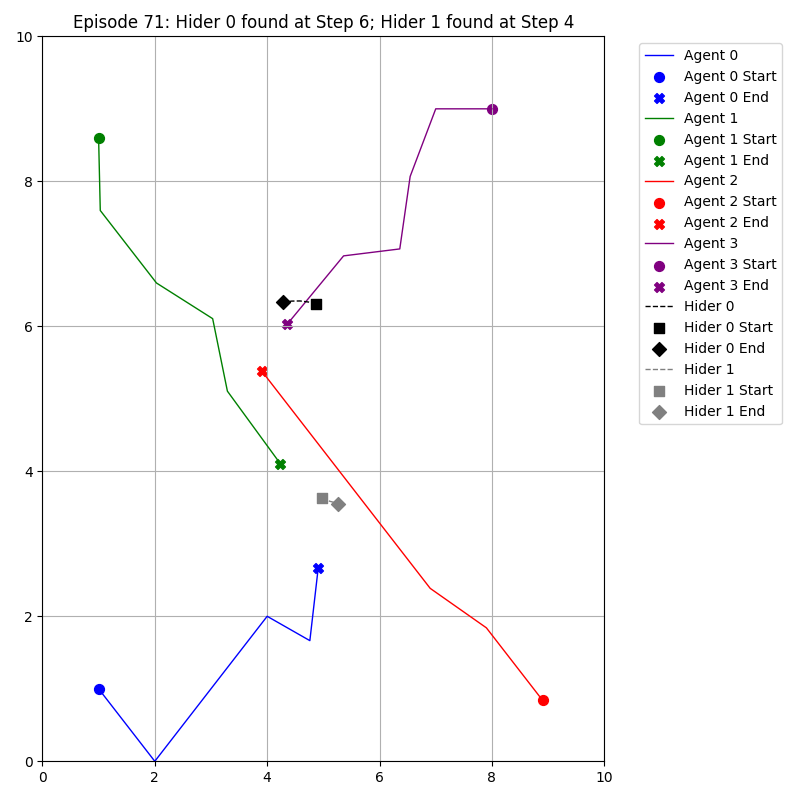 Episode 71: Hider 0 found at Step 6; Hider 1 found at Step 4
10
8
6
4
2
0
0 2 4 6 8 10
Agent 0
Agent 0 Start
Agent 0 End
Agent 1
Agent 1 Start
Agent 1 End
Agent 2
Agent 2 Start
Agent 2 End
Agent 3
Agent 3 Start
Agent 3 End
Hider 0
Hider 0 Start
Hider 0 End
Hider 1
Hider 1 Start
Hider 1 End